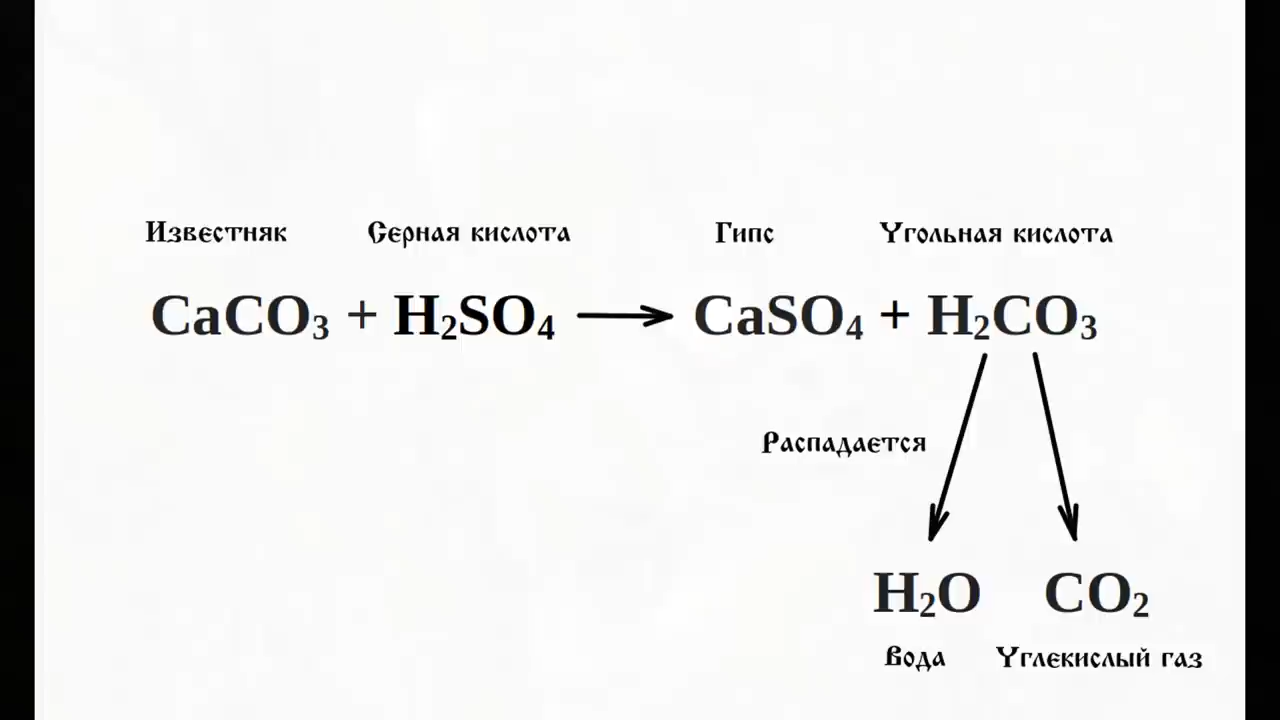 Известняк Серная кислота Гипс Угольная кислота
CaCO₃ + H₂SO₄ → CaSO₄ + H₂CO₃
Распадается
H₂O CO₂
Вода Углекислый газ